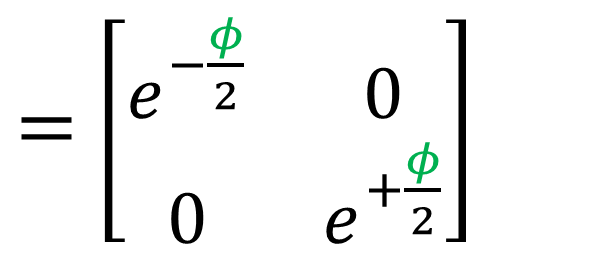 = [ e^{-ϕ/2} 0
0 e^{+ϕ/2} ]